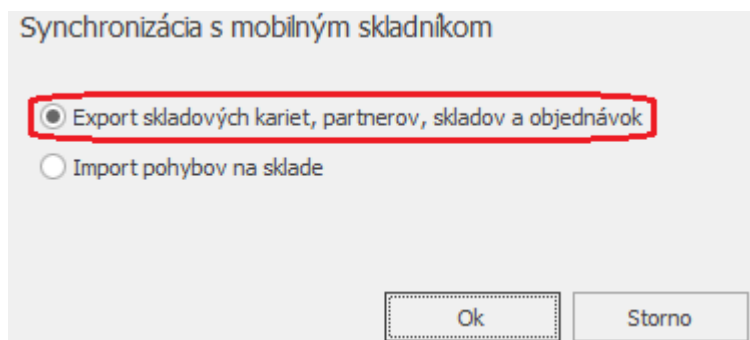 Synchronizácia s mobilným skladníkom
Export skladových kariet, partnerov, skladov a objednávok
Import pohybov na sklade
Ok
Storno